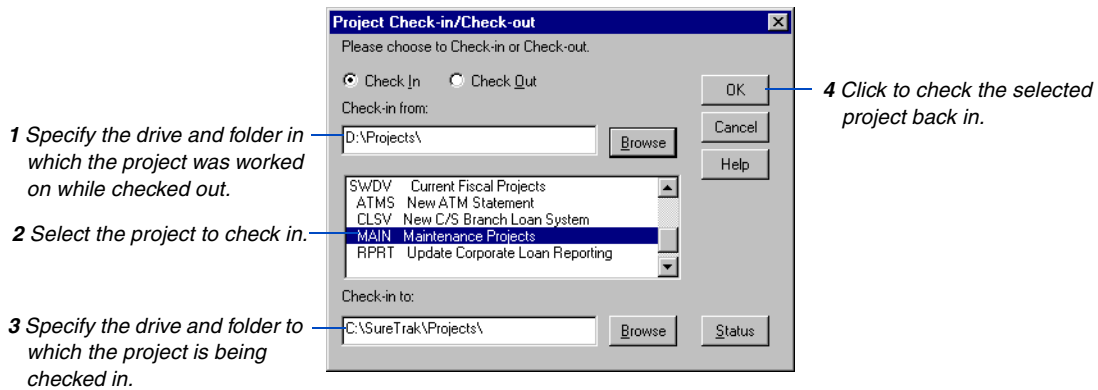 Project Check-in/Check-out
Please choose to Check-in or Check-out.
Check In
Check Out
Check-in from:
D:\Projects\
Browse
OK
Cancel
Help
SWDV Current Fiscal Projects
ATMS New ATM Statement
CLSV New C/S Branch Loan System
MAIN Maintenance Projects
RPRT Update Corporate Loan Reporting
Check-in to:
C:\SureTrak\Projects\
Browse
Status
1 Specify the drive and folder in
which the project was worked
on while checked out.
2 Select the project to check in.
3 Specify the drive and folder to
which the project is being
checked in.
4 Click to check the selected
project back in.